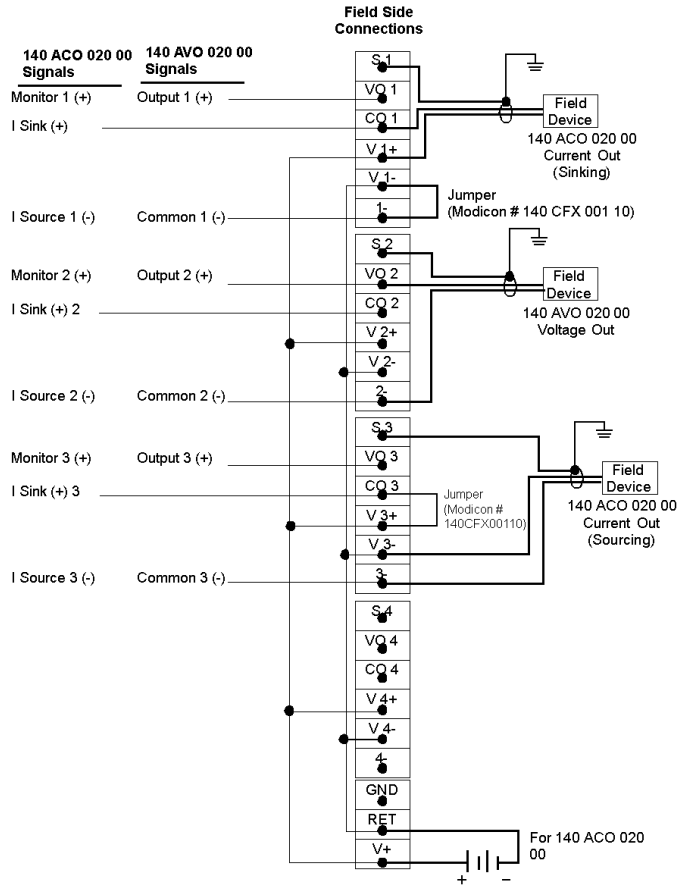 Field Side
Connections
140 ACO 020 00
Signals
140 AVO 020 00
Signals
S 1
Monitor 1 (+)
Output 1 (+)
VO 1
I Sink (+)
CO 1
V 1+
V 1-
I Source 1 (-)
Common 1 (-)
1-
Field
Device
140 ACO 020 00
Current Out
(Sinking)
Jumper
(Modicon # 140 CFX 001 10)
S 2
Monitor 2 (+)
Output 2 (+)
VO 2
I Sink (+) 2
CO 2
V 2+
V 2-
I Source 2 (-)
Common 2 (-)
2-
Field
Device
140 AVO 020 00
Voltage Out
S 3
Monitor 3 (+)
Output 3 (+)
VO 3
I Sink (+) 3
CO 3
V 3+
V 3-
I Source 3 (-)
Common 3 (-)
3-
Jumper
(Modicon #
140CFX00110)
Field
Device
140 ACO 020 00
Current Out
(Sourcing)
S 4
VO 4
CO 4
V 4+
V 4-
4-
GND
RET
V+
For 140 ACO 020
00
+
−